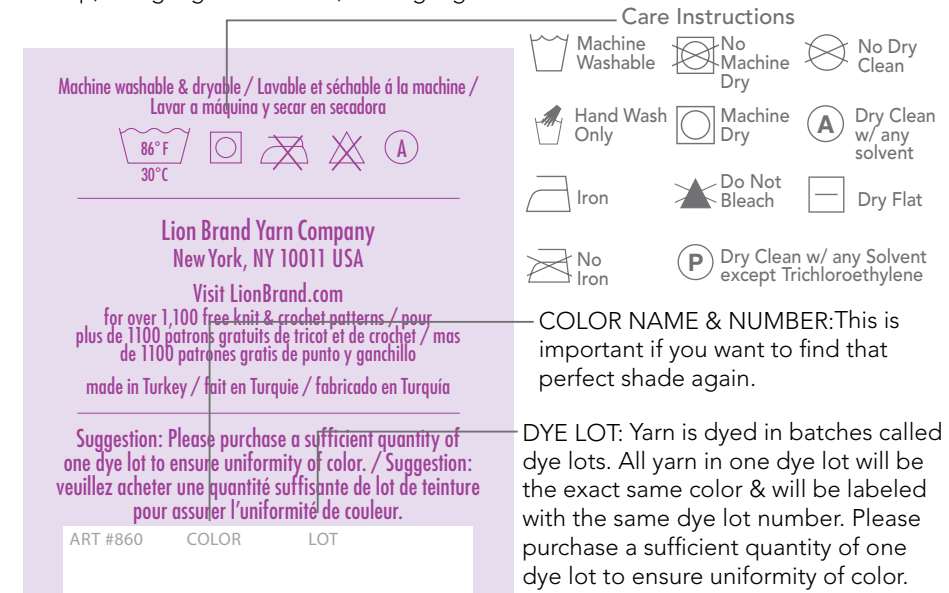 Care Instructions
Machine washable & dryable / Lavable et séchable á la machine /
Lavar a máquina y secar en secadora
86°F
30°C
A
Lion Brand Yarn Company
New York, NY 10011 USA
Visit LionBrand.com
for over 1,100 free knit & crochet patterns / pour
plus de 1100 patrons gratuits de tricot et de crochet / mas
de 1100 patrones gratis de punto y ganchillo
made in Turkey / fait en Turquie / fabricado en Turquía
Suggestion: Please purchase a sufficient quantity of
one dye lot to ensure uniformity of color. / Suggestion:
veuillez acheter une quantité suffisante de lot de teinture
pour assurer l'uniformité de couleur.
ART #860 COLOR LOT
Machine
Washable
No
Machine
Dry
No Dry
Clean
Hand Wash
Only
Machine
Dry
A
Dry Clean
w/ any
solvent
Iron
Do Not
Bleach
Dry Flat
No
Iron
P
Dry Clean w/ any Solvent
except Trichloroethylene
COLOR NAME & NUMBER:This is
important if you want to find that
perfect shade again.
DYE LOT: Yarn is dyed in batches called
dye lots. All yarn in one dye lot will be
the exact same color & will be labeled
with the same dye lot number. Please
purchase a sufficient quantity of one
dye lot to ensure uniformity of color.